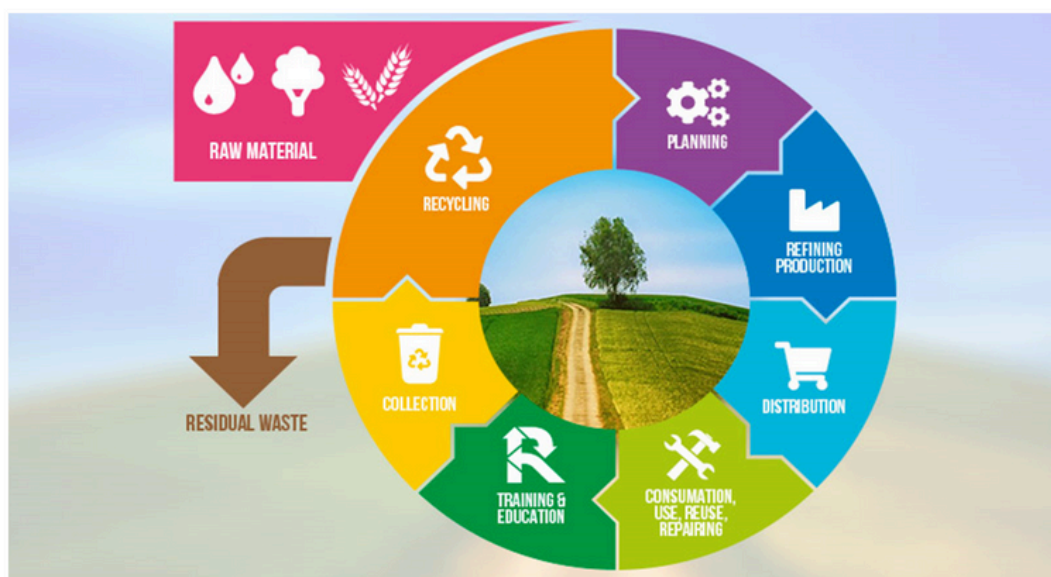 RAW MATERIAL
RECYCLING
PLANNING
REFINING
PRODUCTION
DISTRIBUTION
CONSUMATION,
USE, REUSE,
REPAIRING
TRAINING &
EDUCATION
COLLECTION
RESIDUAL WASTE